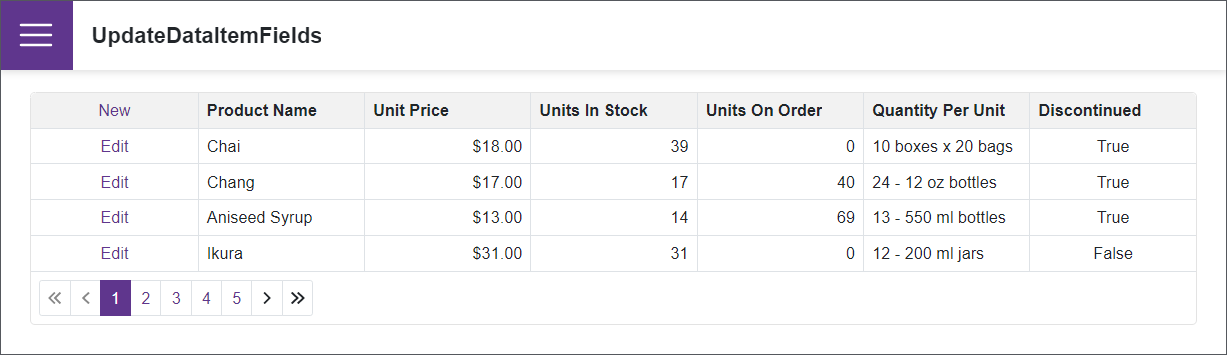 UpdateDataItemFields
New Product Name Unit Price Units In Stock Units On Order Quantity Per Unit Discontinued
Edit Chai $18.00 39 0 10 boxes x 20 bags True
Edit Chang $17.00 17 40 24 - 12 oz bottles True
Edit Aniseed Syrup $13.00 14 69 13 - 550 ml bottles True
Edit Ikura $31.00 31 0 12 - 200 ml jars False
1 2 3 4 5